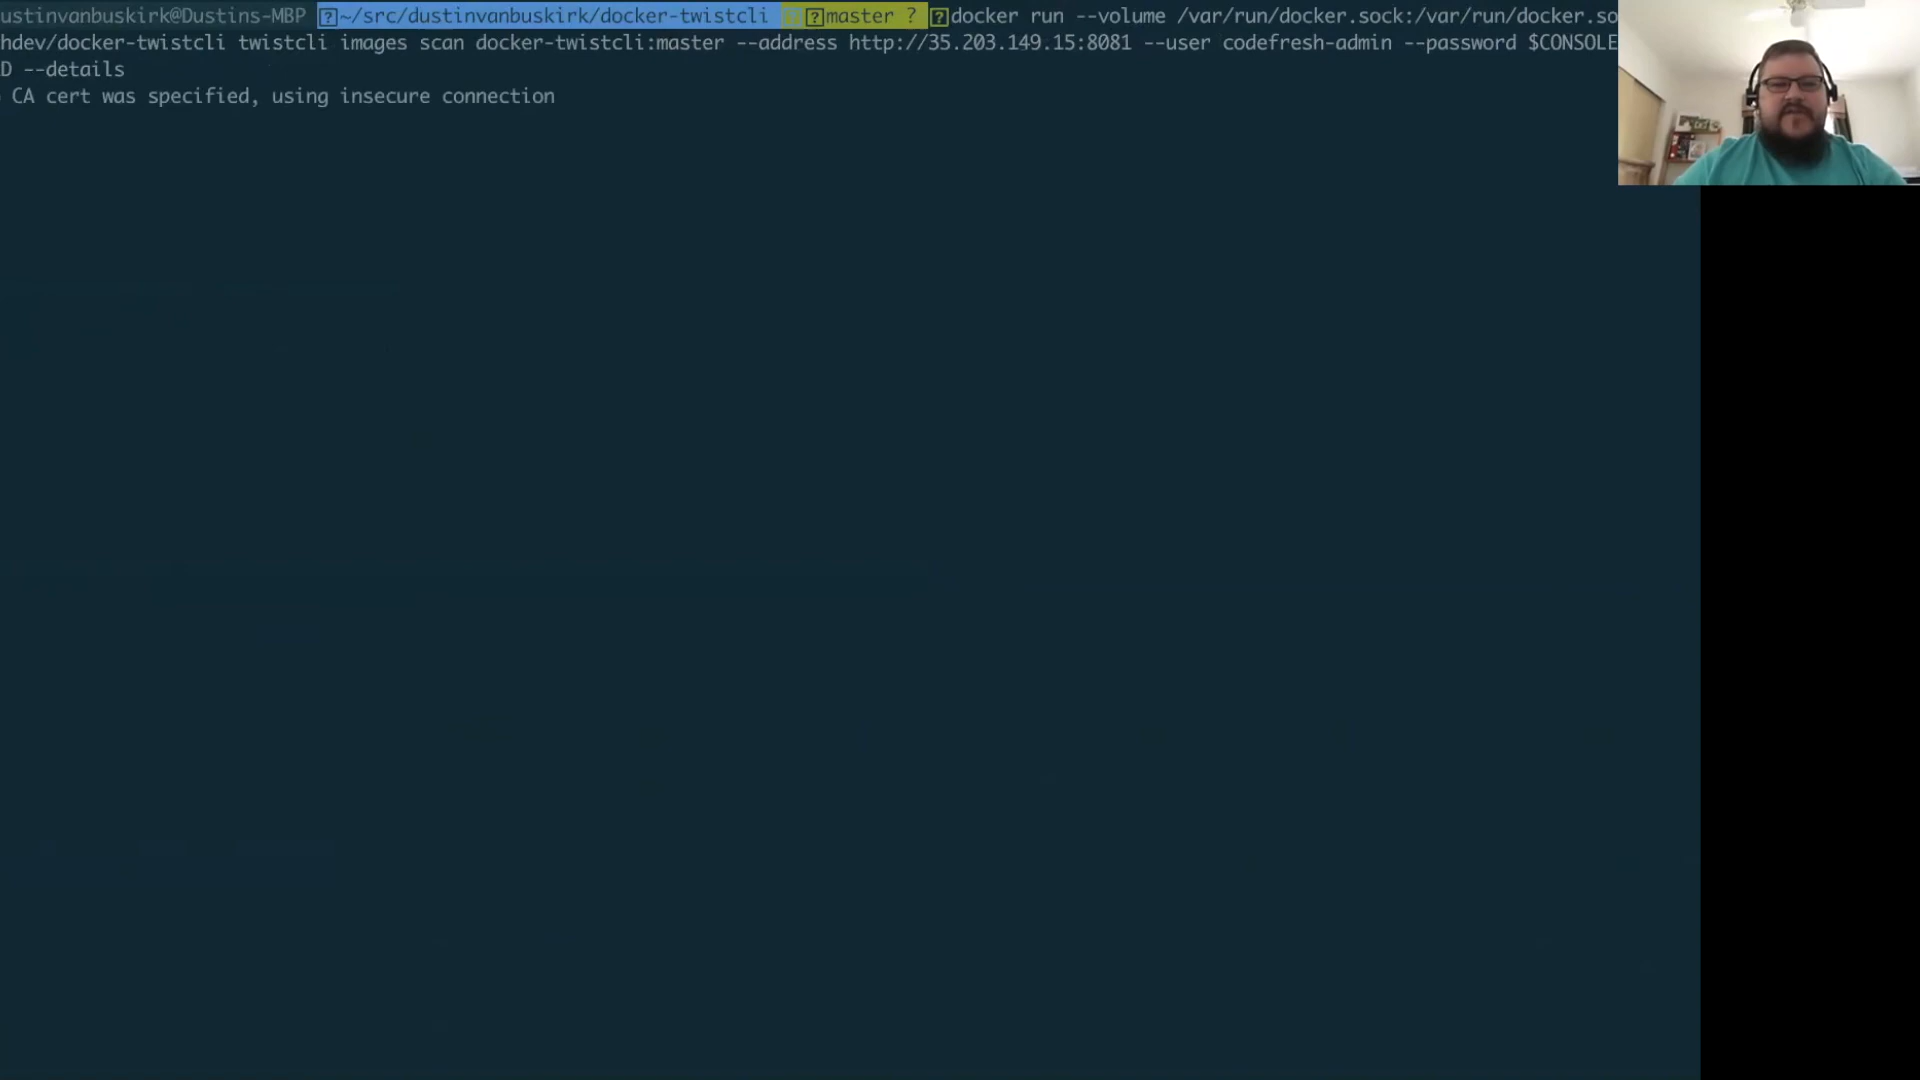 ustinvanbuskirk@Dustins-MBP ~/src/dustinvanbuskirk/docker-twistcli master ? docker run --volume /var/run/docker.sock:/var/run/docker.so
hdev/docker-twistcli twistcli images scan docker-twistcli:master --address http://35.203.149.15:8081 --user codefresh-admin --password $CONSOLE
D --details
CA cert was specified, using insecure connection